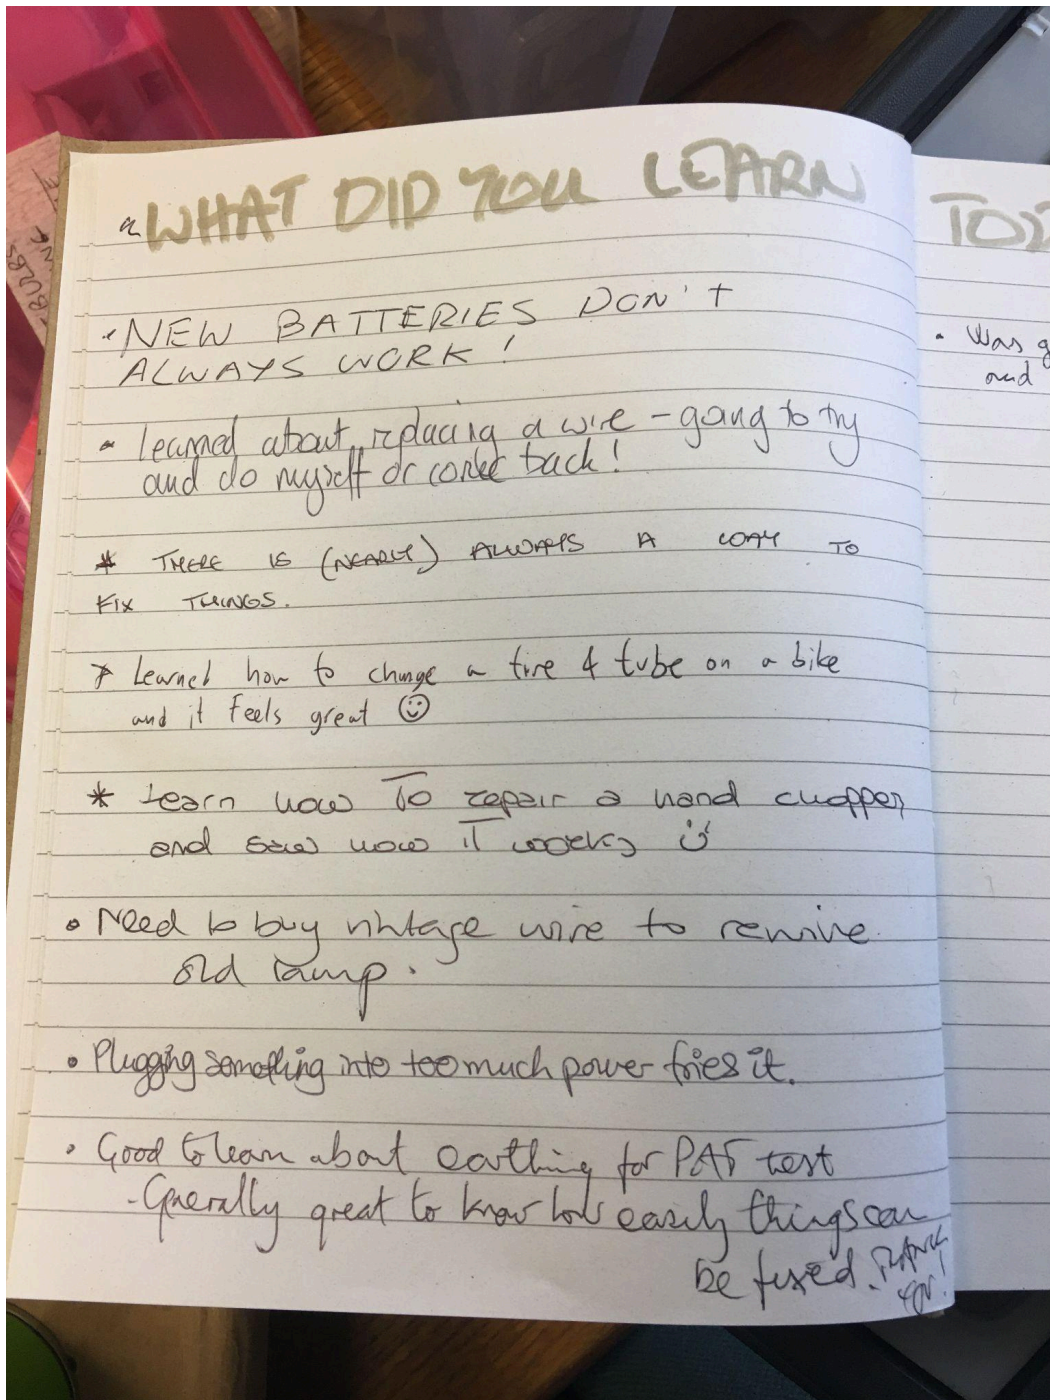 WHAT DID YOU LEARN
• NEW BATTERIES DON'T
ALWAYS WORK!
- learned about replacing a wire - going to try
and do myself or come back!
* THERE IS (NEARLY) ALWAYS A WAY TO
FIX THINGS.
* Learned how to change a tire & tube on a bike
and it feels great ☺
* Learn how To repair a hand chopper
and saw how iT works ☺
• Need to buy vintage wire to rewire
old lamp.
• Plugging something into too much power fries it.
• Good to learn about earthing for PAT test
- Generally great to know how easily things can
be fixed. THANK
YOU!
• Was
and
BULBS